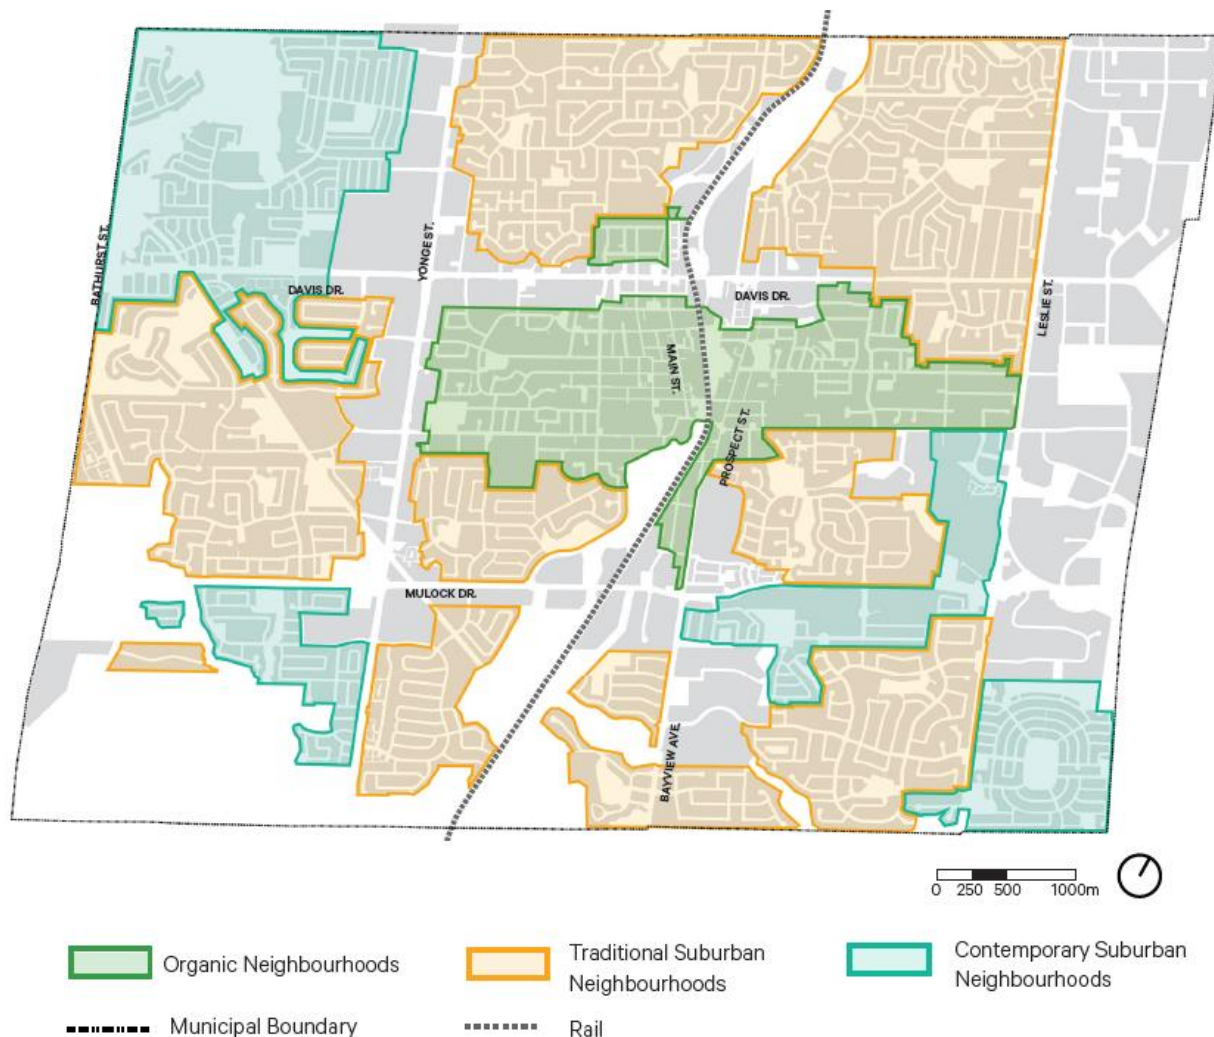 BATHURST ST.
YONGE ST.
DAVIS DR.
DAVIS DR.
LESLIE ST.
MAIN ST.
PROSPECT ST.
MULOCK DR.
BAYVIEW AVE.
0 250 500 1000m
Organic Neighbourhoods
Traditional Suburban
Neighbourhoods
Contemporary Suburban
Neighbourhoods
Municipal Boundary
Rail